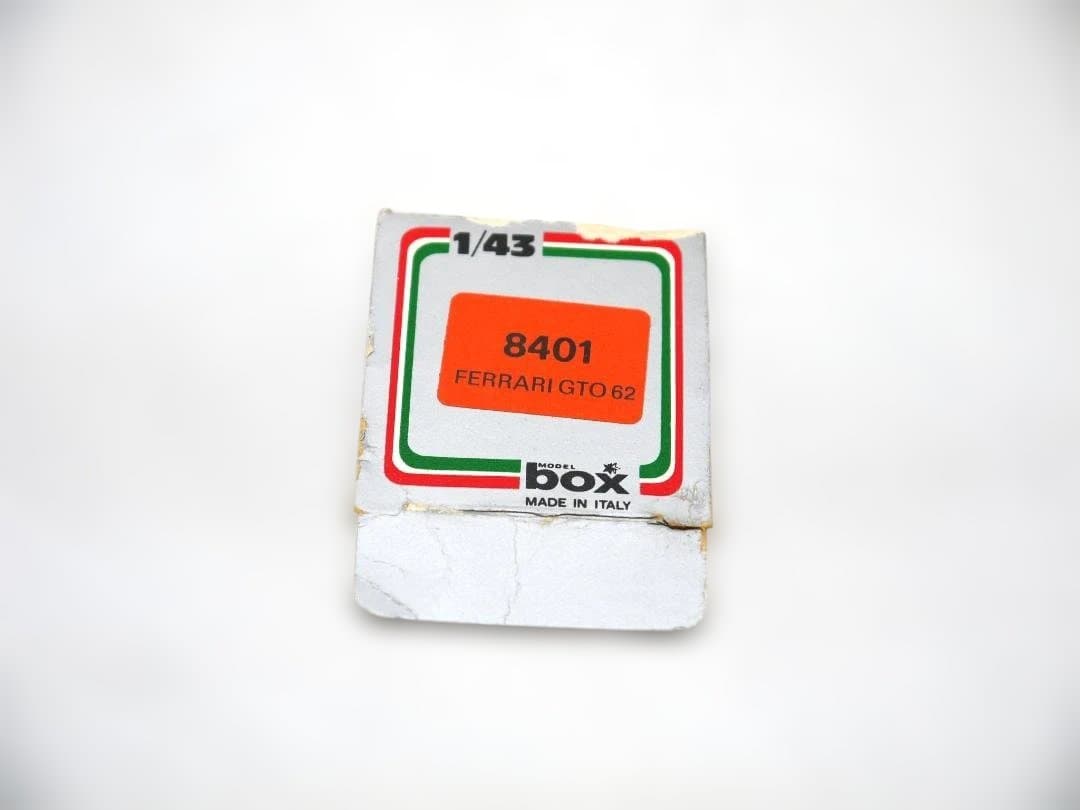 1/43
8401
FERRARI GTO 62
MODEL
box
MADE IN ITALY